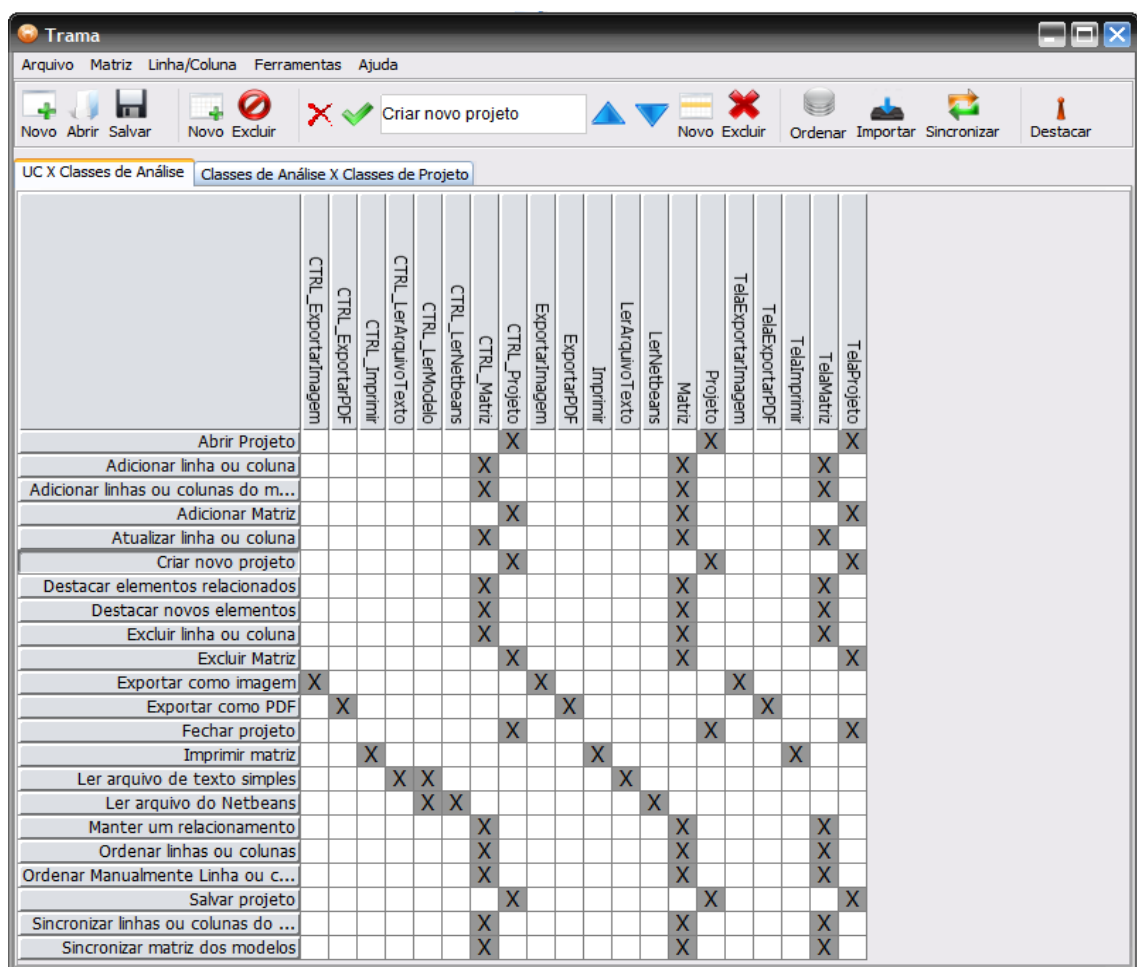 Trama
Arquivo Matriz Linha/Coluna Ferramentas Ajuda
Criar novo projeto
Novo Abrir Salvar Novo Excluir Novo Excluir Ordenar Importar Sincronizar Destacar
UC X Classes de Análise Classes de Análise X Classes de Projeto
CTRL_ExportarImagem
CTRL_ExportarPDF
CTRL_Imprimir
CTRL_LerArquivoTexto
CTRL_LerModelo
CTRL_LerNetbeans
CTRL_Matriz
CTRL_Projeto
ExportarImagem
ExportarPDF
Imprimir
LerArquivoTexto
LerNetbeans
Matriz
Projeto
TelaExportarImagem
TelaExportarPDF
TelaImprimir
TelaMatriz
TelaProjeto
Abrir Projeto X X X
Adicionar linha ou coluna X X X
Adicionar linhas ou colunas do m... X X X
Adicionar Matriz X X X
Atualizar linha ou coluna X X X
Criar novo projeto X X X
Destacar elementos relacionados X X X
Destacar novos elementos X X X
Excluir linha ou coluna X X X
Excluir Matriz X X X
Exportar como imagem X X X
Exportar como PDF X X X
Fechar projeto X X X
Imprimir matriz X X X
Ler arquivo de texto simples X X X
Ler arquivo do Netbeans X X X
Manter um relacionamento X X X
Ordenar linhas ou colunas X X X
Ordenar Manualmente Linha ou c... X X X
Salvar projeto X X X
Sincronizar linhas ou colunas do ... X X X
Sincronizar matriz dos modelos X X X